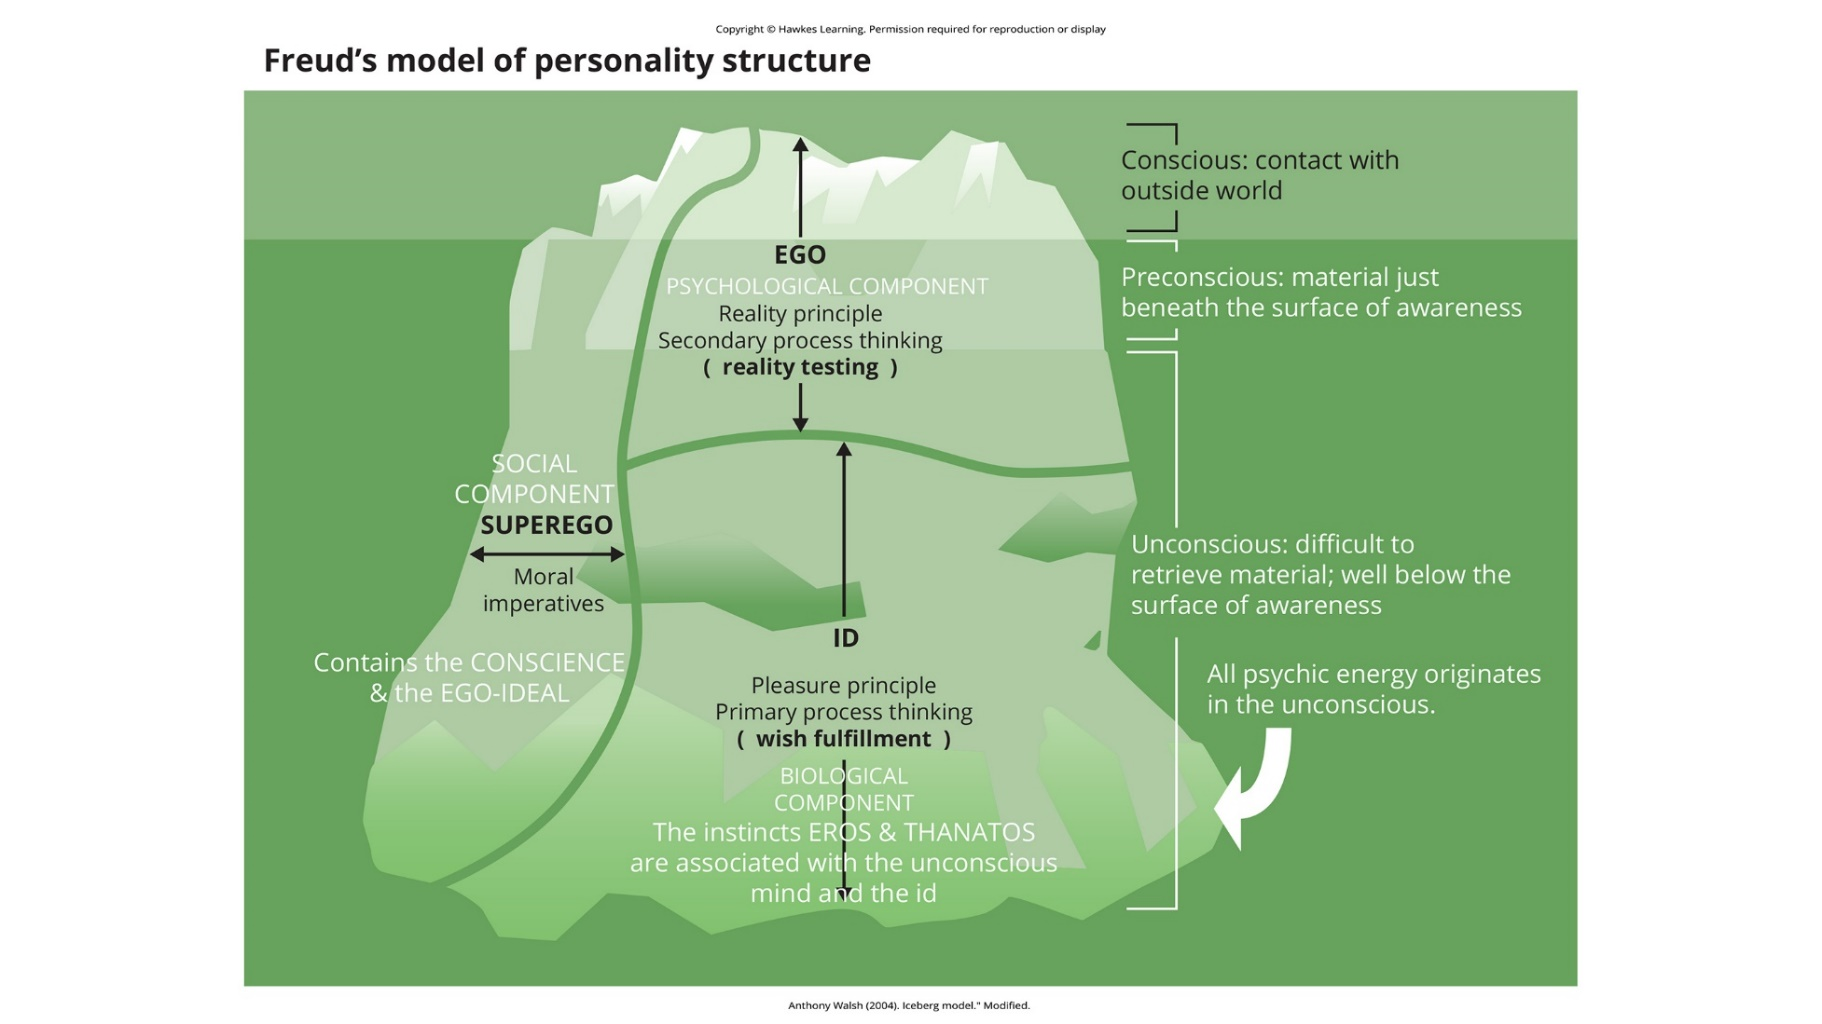 Copyright © Hawkes Learning. Permission required for reproduction or display
Freud’s model of personality structure
Conscious: contact with
outside world
EGO
PSYCHOLOGICAL COMPONENT
Reality principle
Secondary process thinking
( reality testing )
Preconscious: material just
beneath the surface of awareness
SOCIAL
COMPONENT
SUPEREGO
Moral
imperatives
Contains the CONSCIENCE
& the EGO-IDEAL
Unconscious: difficult to
retrieve material; well below the
surface of awareness
ID
Pleasure principle
Primary process thinking
( wish fulfillment )
BIOLOGICAL
COMPONENT
The instincts EROS & THANATOS
are associated with the unconscious
mind and the id
All psychic energy originates
in the unconscious.
Anthony Walsh (2004). Iceberg model." Modified.